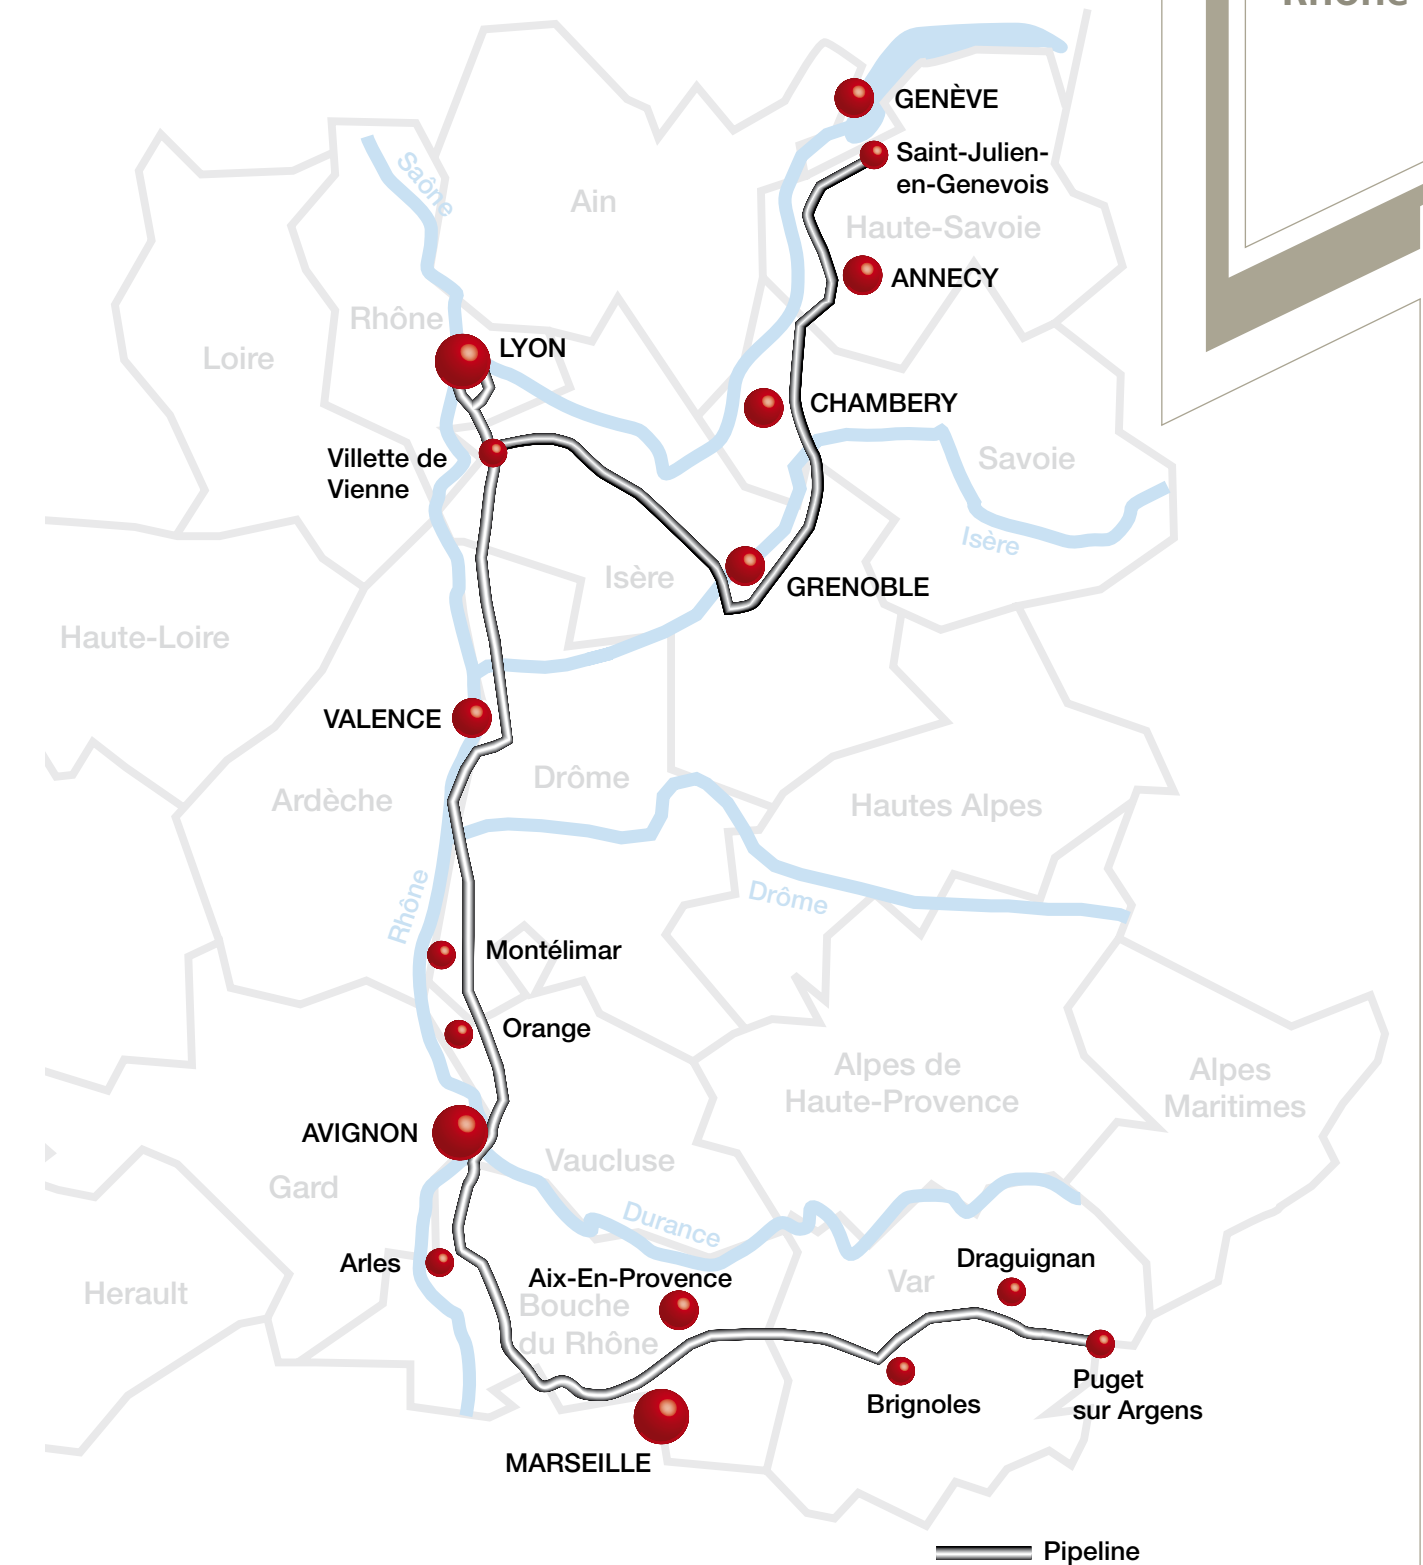 Rhône
GENÈVE
Saint-Julien-
en-Genevois
Saône
Ain
Haute-Savoie
ANNECY
Rhône
LYON
Loire
CHAMBERY
Villette de
Vienne
Savoie
Isère
Isère
GRENOBLE
Haute-Loire
VALENCE
Drôme
Ardèche
Hautes Alpes
Rhône
Drôme
Montélimar
Orange
Alpes de
Haute-Provence
Alpes
Maritimes
AVIGNON
Vaucluse
Gard
Durance
Arles
Aix-En-Provence
Draguignan
Var
Herault
Bouche
du Rhône
Puget
sur Argens
Brignoles
MARSEILLE
Pipeline